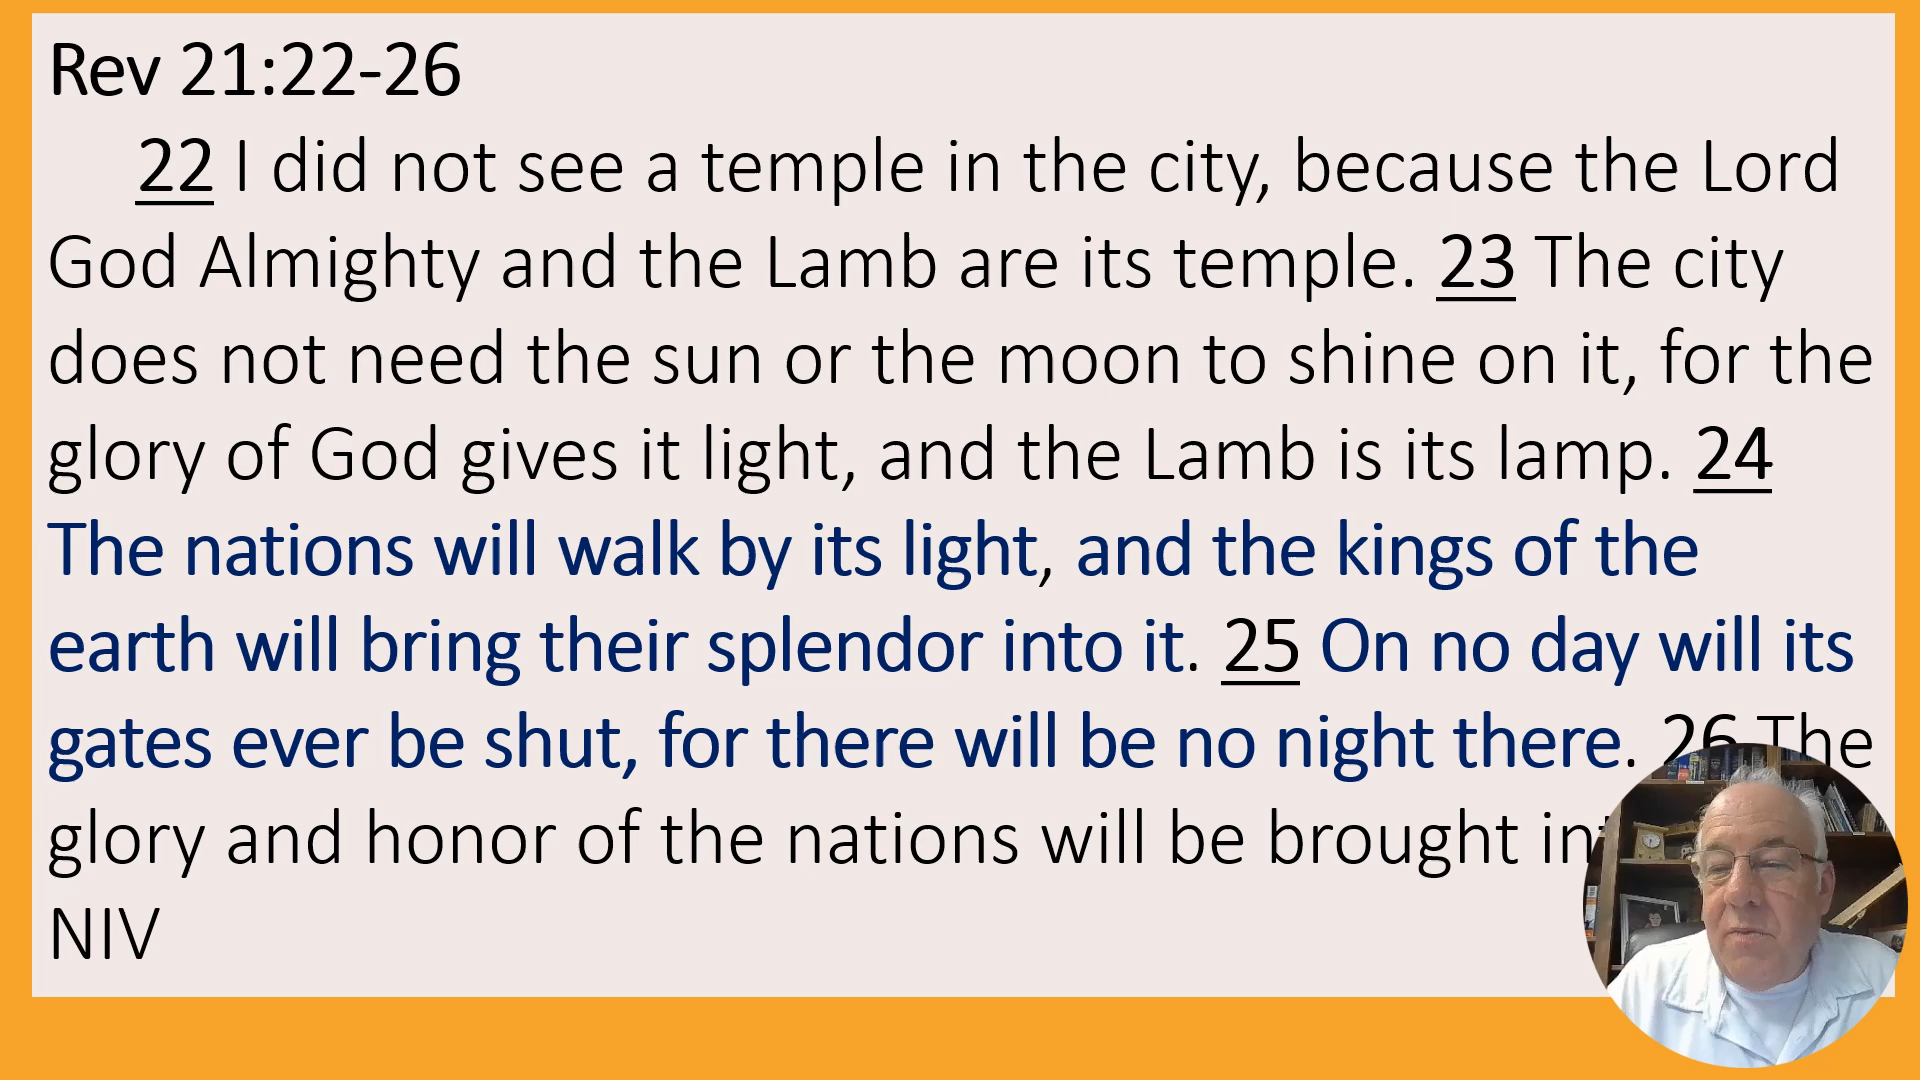 Rev 21:22-26
22 I did not see a temple in the city, because the Lord
God Almighty and the Lamb are its temple. 23 The city
does not need the sun or the moon to shine on it, for the
glory of God gives it light, and the Lamb is its lamp. 24
The nations will walk by its light, and the kings of the
earth will bring their splendor into it. 25 On no day will its
gates ever be shut, for there will be no night there. 26 The
glory and honor of the nations will be brought
NIV